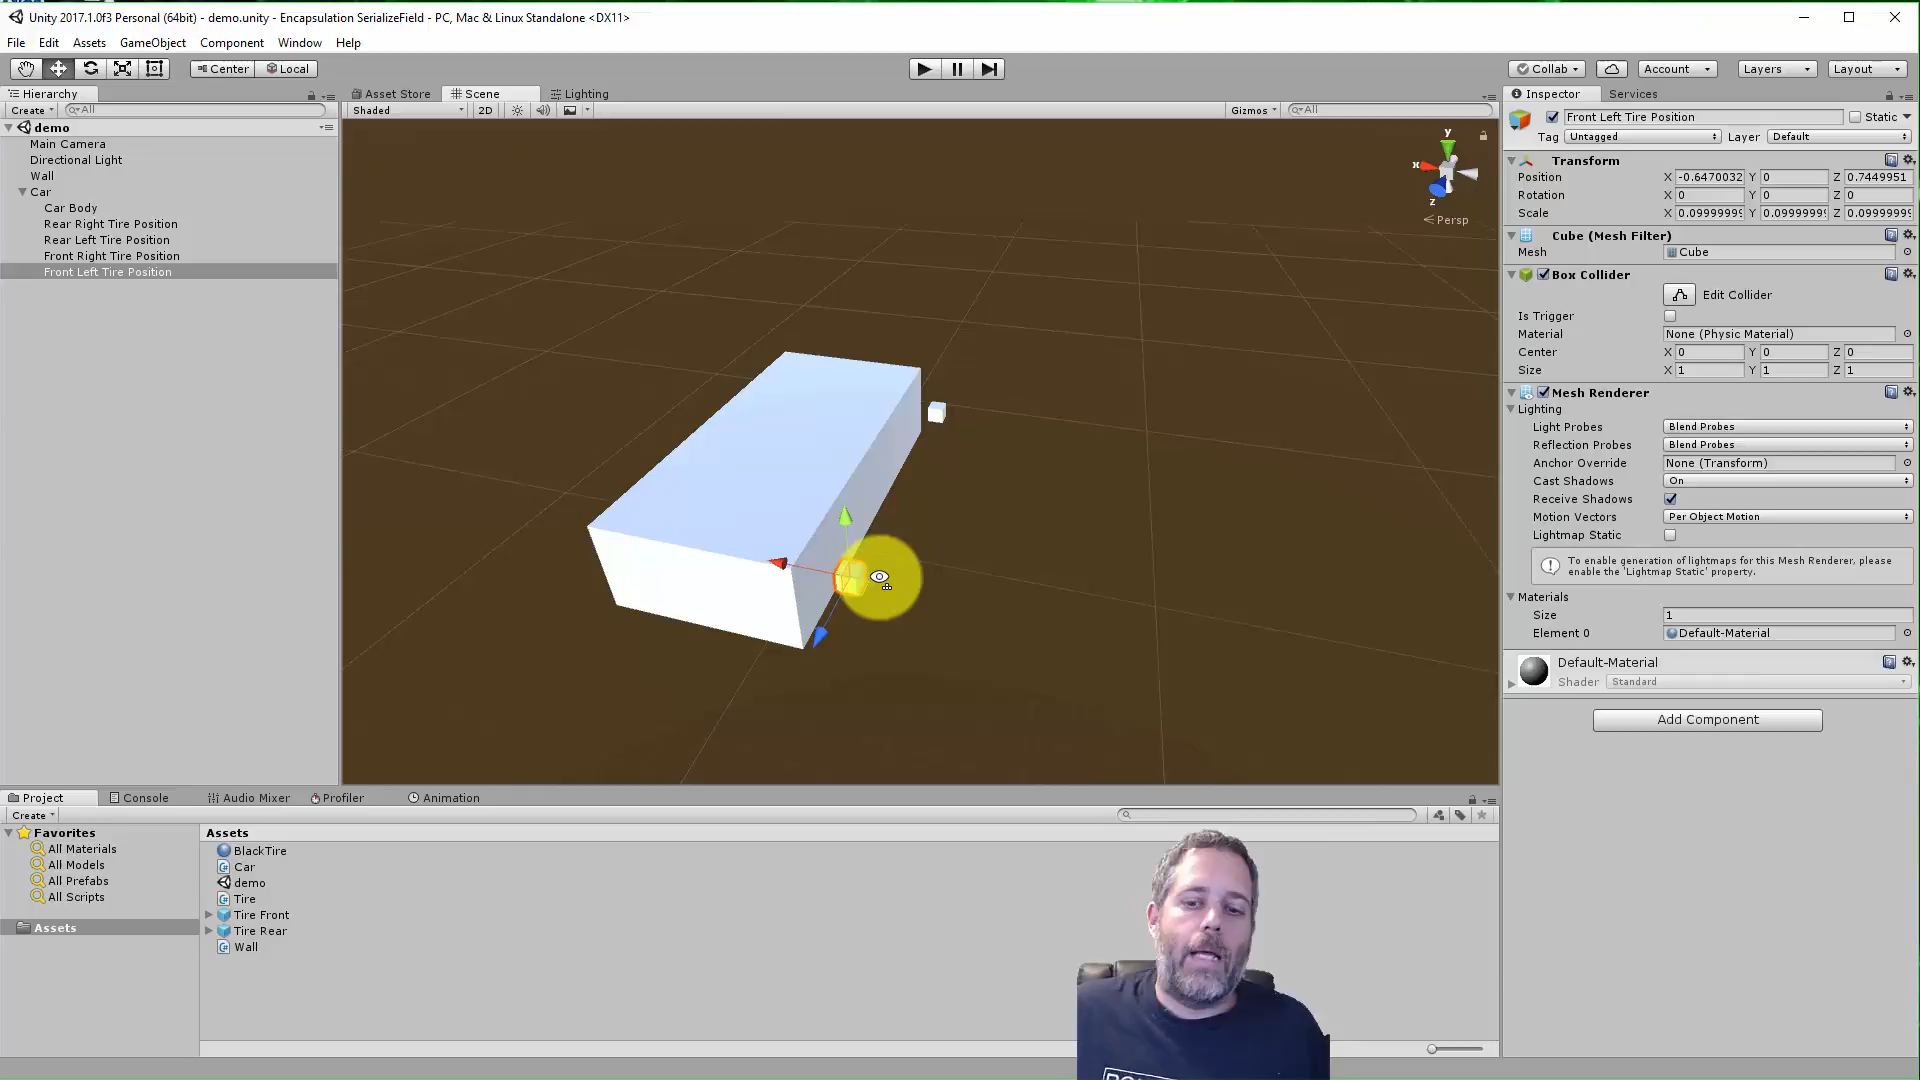 Unity 2017.1.0f3 Personal (64bit) - demo.unity - Encapsulation SerializeField - PC, Mac & Linux Standalone <DX11>
File Edit Assets GameObject Component Window Help
Center Local Collab Account Layers Layout
Hierarchy
Create All
demo
Main Camera
Directional Light
Wall
Car
Car Body
Rear Right Tire Position
Rear Left Tire Position
Front Right Tire Position
Front Left Tire Position
Asset Store Scene Lighting
Shaded 2D Gizmos All
y
x
z
Persp
Inspector Services
Front Left Tire Position Static
Tag Untagged Layer Default
Transform
Position X -0.6470032 Y 0 Z 0.7449951
Rotation X 0 Y 0 Z 0
Scale X 0.09999999 Y 0.09999999 Z 0.09999999
Cube (Mesh Filter)
Mesh Cube
Box Collider
Edit Collider
Is Trigger
Material None (Physic Material)
Center X 0 Y 0 Z 0
Size X 1 Y 1 Z 1
Mesh Renderer
Lighting
Light Probes Blend Probes
Reflection Probes Blend Probes
Anchor Override None (Transform)
Cast Shadows On
Receive Shadows
Motion Vectors Per Object Motion
Lightmap Static
To enable generation of lightmaps for this Mesh Renderer, please
enable the 'Lightmap Static' property.
Materials
Size 1
Element 0 Default-Material
Default-Material
Shader Standard
Add Component
Project Console Audio Mixer Profiler Animation
Create
Favorites
All Materials
All Models
All Prefabs
All Scripts
Assets
Assets
BlackTire
Car
demo
Tire
Tire Front
Tire Rear
Wall